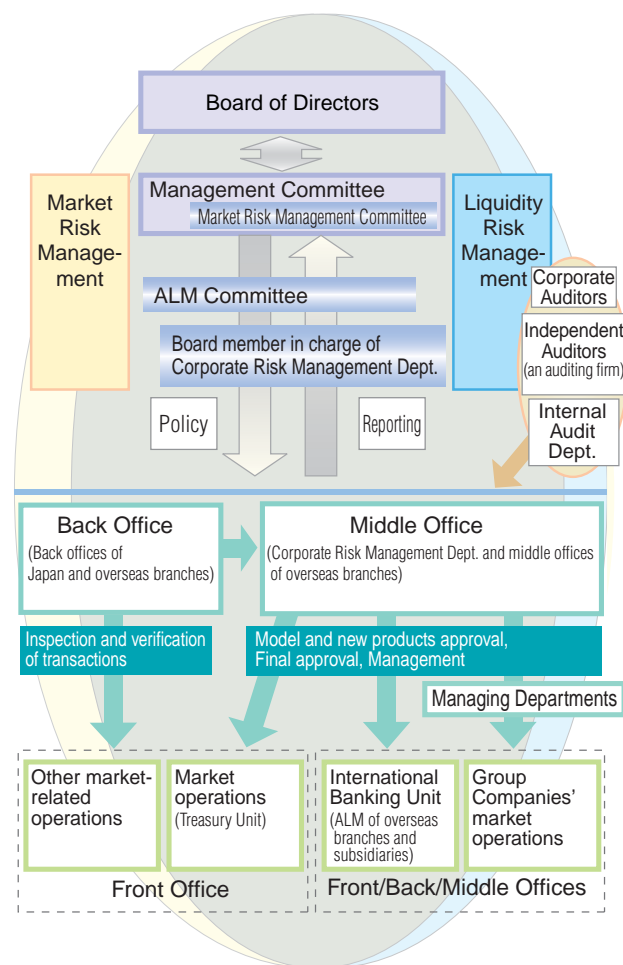 Board of Directors
Management Committee
Market Risk Management Committee
Market
Risk
Manage-
ment
Liquidity
Risk
Manage-
ment
ALM Committee
Board member in charge of
Corporate Risk Management Dept.
Corporate
Auditors
Independent
Auditors
(an auditing firm)
Internal
Audit
Dept.
Policy
Reporting
Back Office
(Back offices of
Japan and overseas branches)
Middle Office
(Corporate Risk Management Dept. and middle offices
of overseas branches)
Inspection and verification
of transactions
Model and new products approval,
Final approval, Management
Managing Departments
Other market-
related
operations
Market
operations
(Treasury Unit)
International
Banking Unit
(ALM of overseas
branches and
subsidiaries)
Group
Companies’
market
operations
Front Office
Front/Back/Middle Offices